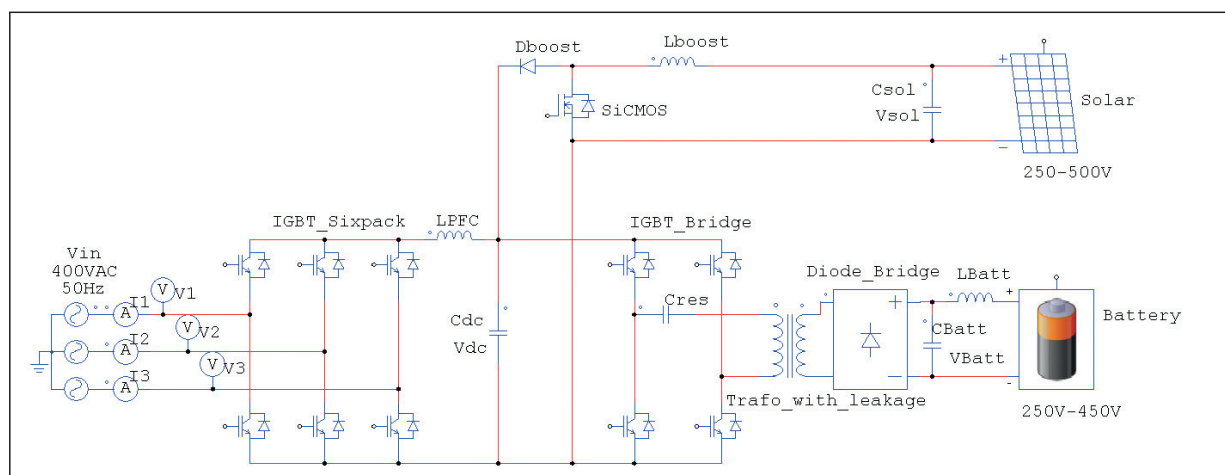 Dboost
Lboost
SiCMOS
Csol
Vsol
+
−
Solar
250-500V
IGBT_Sixpack
LPFC
IGBT_Bridge
Vin
400VAC
50Hz
A
I1
V
V1
A
I2
V
V2
A
I3
V
V3
Cdc
Vdc
Cres
Trafo_with_leakage
Diode_Bridge
+
−
LBatt
CBatt
VBatt
+
-
Battery
250V-450V